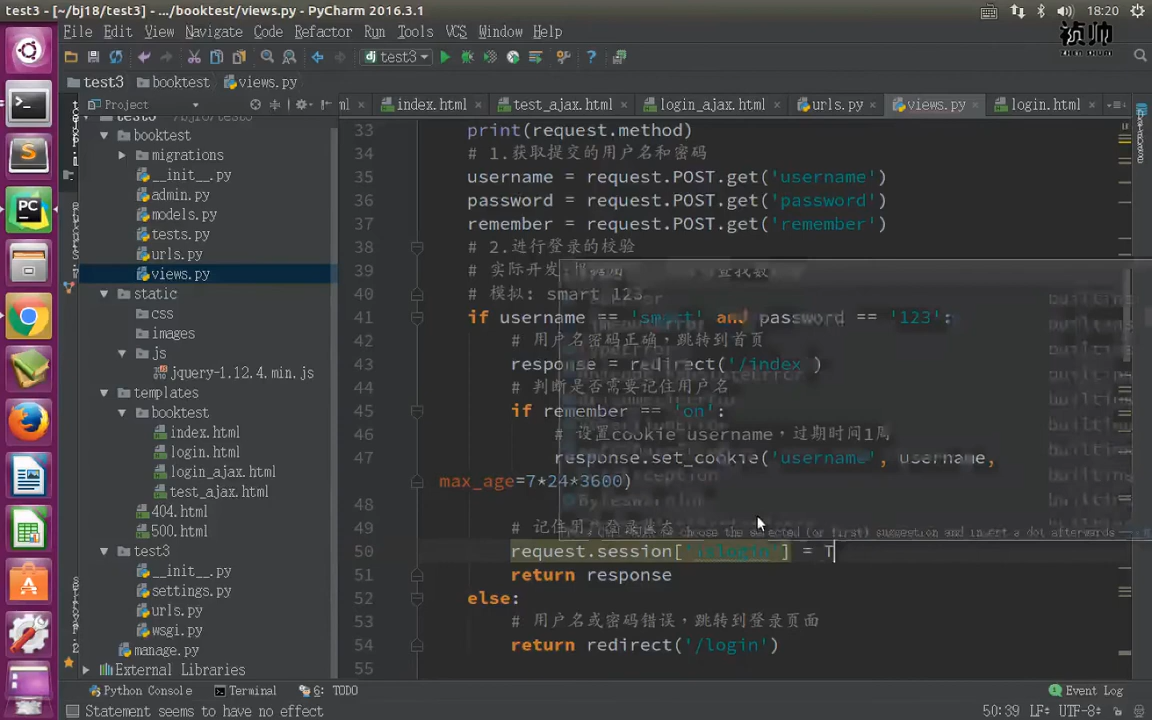 test3 - [~/bj18/test3] - .../booktest/views.py - PyCharm 2016.3.1
18:20
祯帅
File Edit View Navigate Code Refactor Run Tools VCS Window Help
test3
test3 booktest views.py
Project
index.html test_ajax.html login_ajax.html urls.py views.py login.html
booktest
migrations
__init__.py
admin.py
models.py
tests.py
urls.py
views.py
static
css
images
js
jquery-1.12.4.min.js
templates
booktest
index.html
login.html
login_ajax.html
test_ajax.html
404.html
500.html
test3
__init__.py
settings.py
urls.py
wsgi.py
manage.py
External Libraries
33 print(request.method)
34 # 1.获取提交的用户名和密码
35 username = request.POST.get('username')
36 password = request.POST.get('password')
37 remember = request.POST.get('remember')
38 # 2.进行登录的校验
39 # 实际开发:
40 # 模拟: smart 123
41 if username == 'smart' and password == '123':
42 # 用户名密码正确，跳转到首页
43 response = redirect('/index')
44 # 判断是否需要记住用户名
45 if remember == 'on':
46 # 设置cookie username，过期时间1周
47 response.set_cookie('username', username,
max_age=7*24*3600)
48
49 # 记住用户登录状态
50 request.session['islogin'] = T
51 return response
52 else:
53 # 用户名或密码错误，跳转到登录页面
54 return redirect('/login')
55
Python Console Terminal 6: TODO Event Log
Statement seems to have no effect 50:39 LF UTF-8